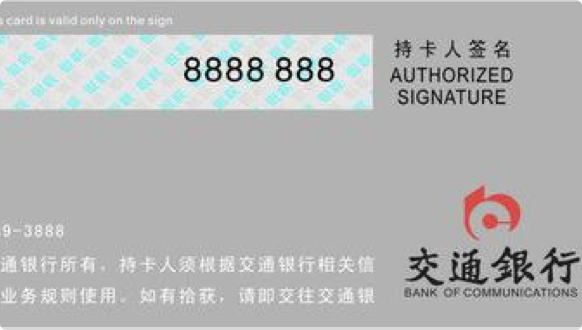 card is valid only on the sign
8888 888
持卡人签名
AUTHORIZED
SIGNATURE
9-3888
通银行所有，持卡人须根据交通银行相关信
业务规则使用。如有拾获，请即交往交通银
交通銀行
BANK OF COMMUNICATIONS